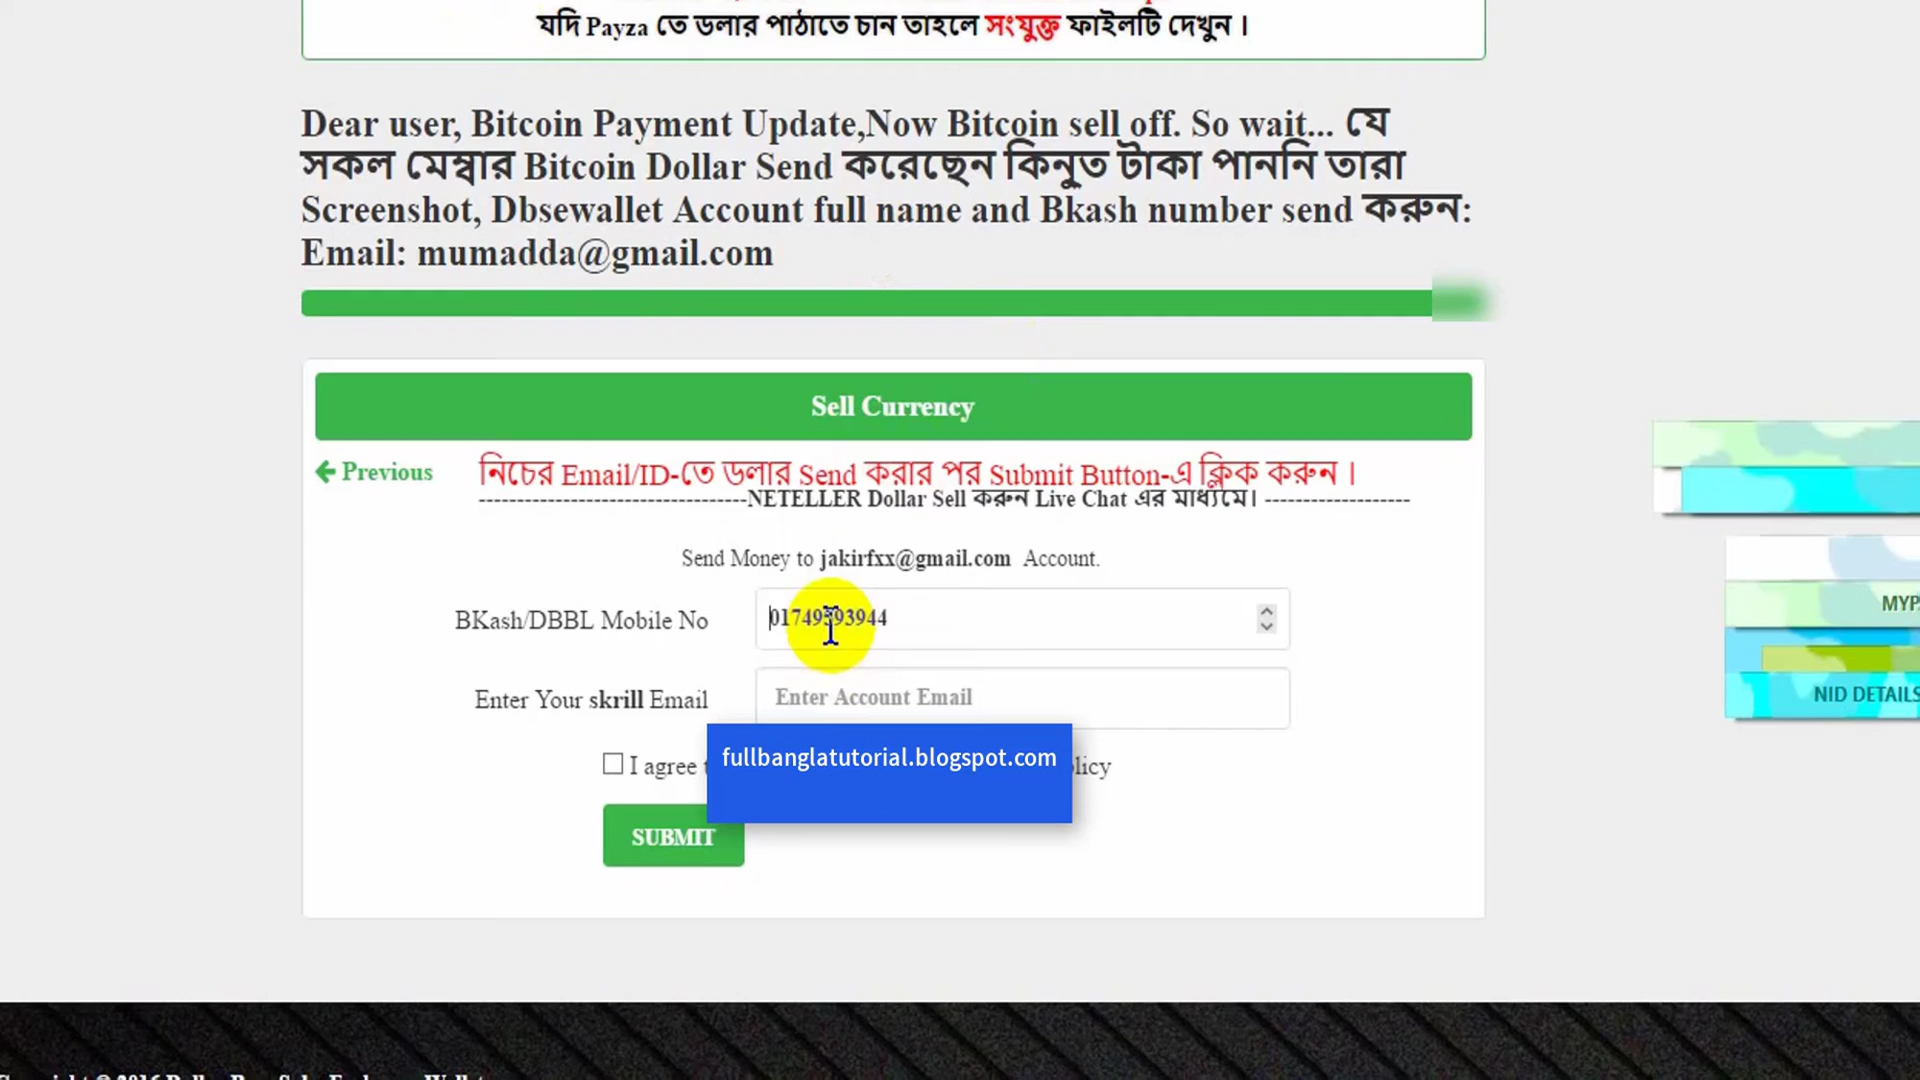 যদি Payza তে ডলার পাঠাতে চান তাহলে সংযুক্ত ফাইলটি দেখুন ।
Dear user, Bitcoin Payment Update,Now Bitcoin sell off. So wait... যে
সকল মেম্বার Bitcoin Dollar Send করেছেন কিনু্ত টাকা পাননি তারা
Screenshot, Dbsewallet Account full name and Bkash number send করুন:
Email: mumadda@gmail.com
Sell Currency
Previous
নিচের Email/ID-তে ডলার Send করার পর Submit Button-এ ক্লিক করুন ।
-----------------------------------NETELLER Dollar Sell করুন Live Chat এর মাধ্যমে। -------------------
Send Money to jakirfxx@gmail.com Account.
BKash/DBBL Mobile No
01749593944
Enter Your skrill Email
Enter Account Email
I agree
fullbanglatutorial.blogspot.com
SUBMIT
NID DETAILS